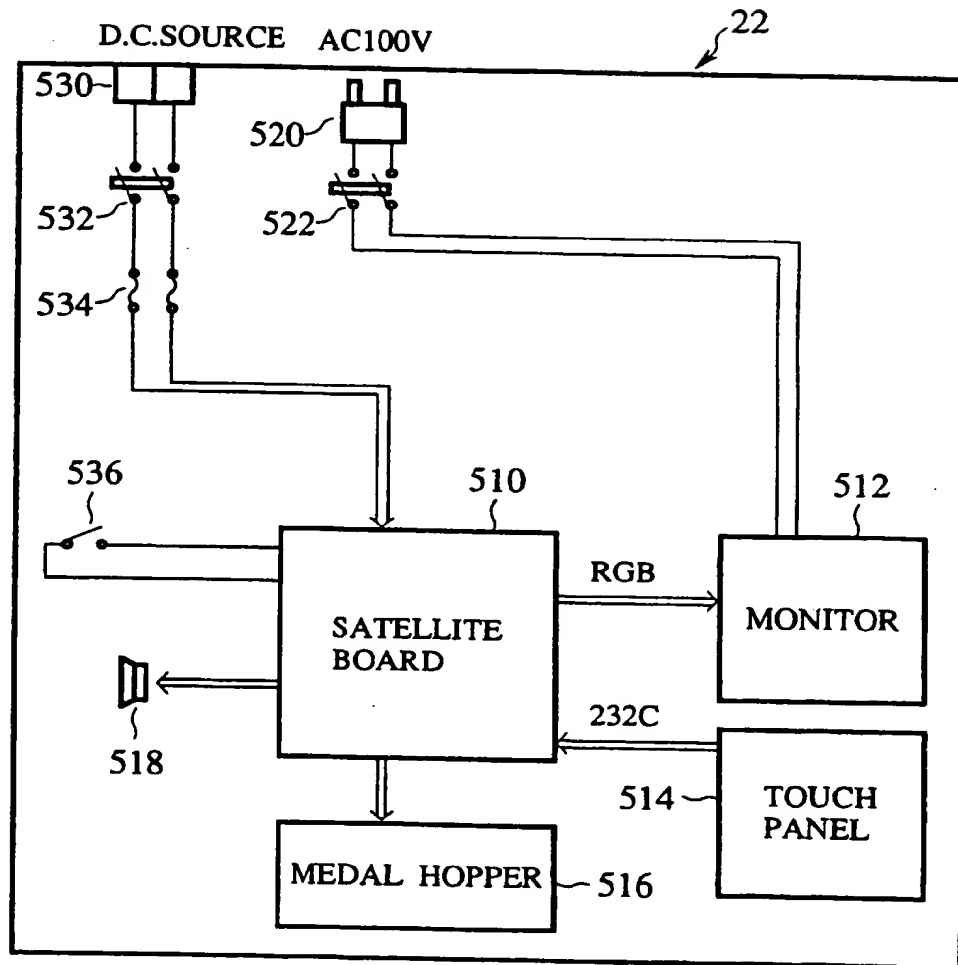 D.C.SOURCE AC100V
22
530
520
532
522
534
536
510
512
RGB
MONITOR
SATELLITE
BOARD
518
232C
514
TOUCH
PANEL
MEDAL HOPPER
516